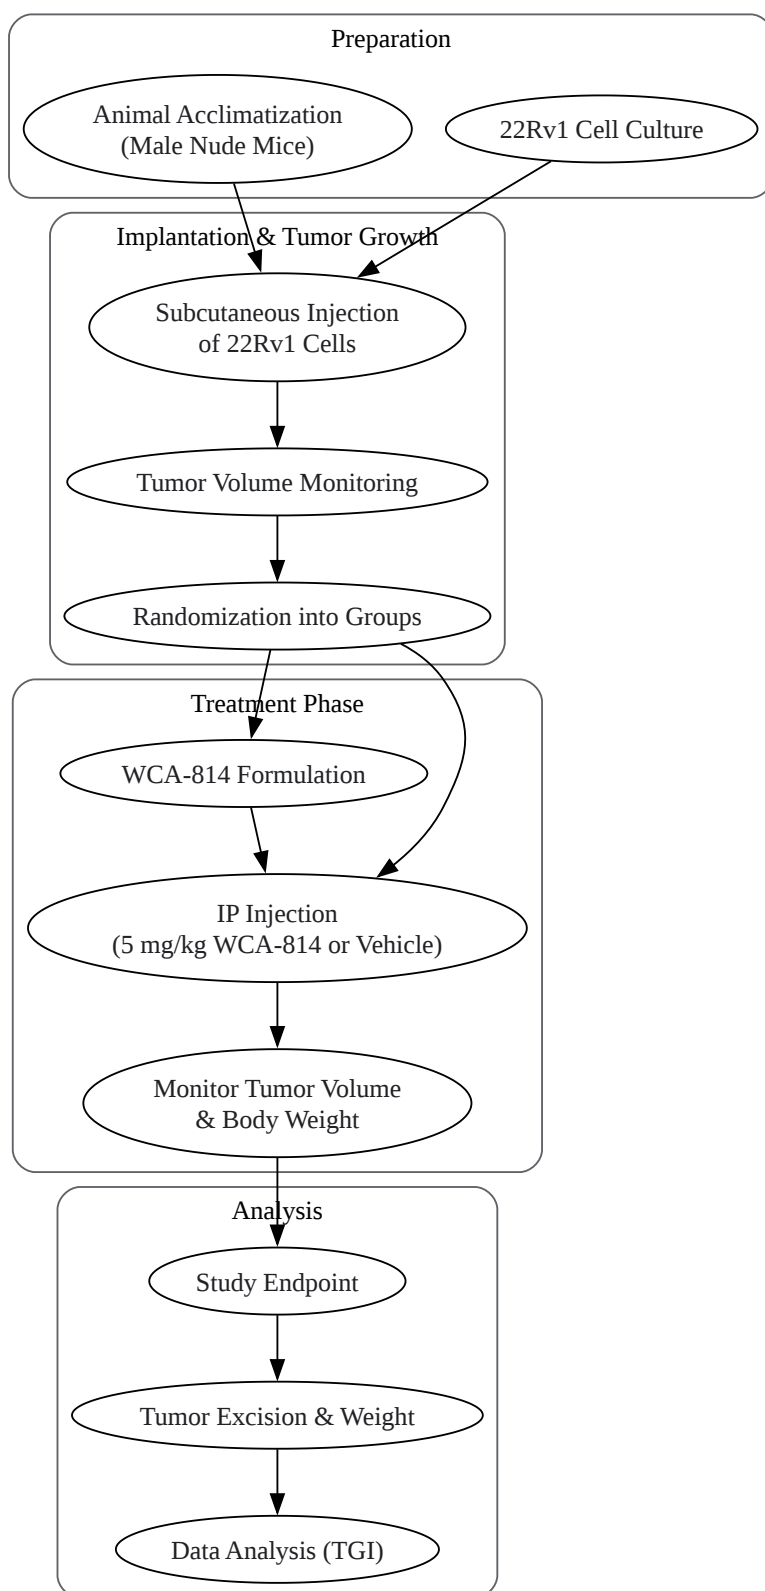 Preparation
Animal Acclimatization
(Male Nude Mice)
22Rv1 Cell Culture
Implantation & Tumor Growth
Subcutaneous Injection
of 22Rv1 Cells
Tumor Volume Monitoring
Randomization into Groups
Treatment Phase
WCA-814 Formulation
IP Injection
(5 mg/kg WCA-814 or Vehicle)
Monitor Tumor Volume
& Body Weight
Analysis
Study Endpoint
Tumor Excision & Weight
Data Analysis (TGI)